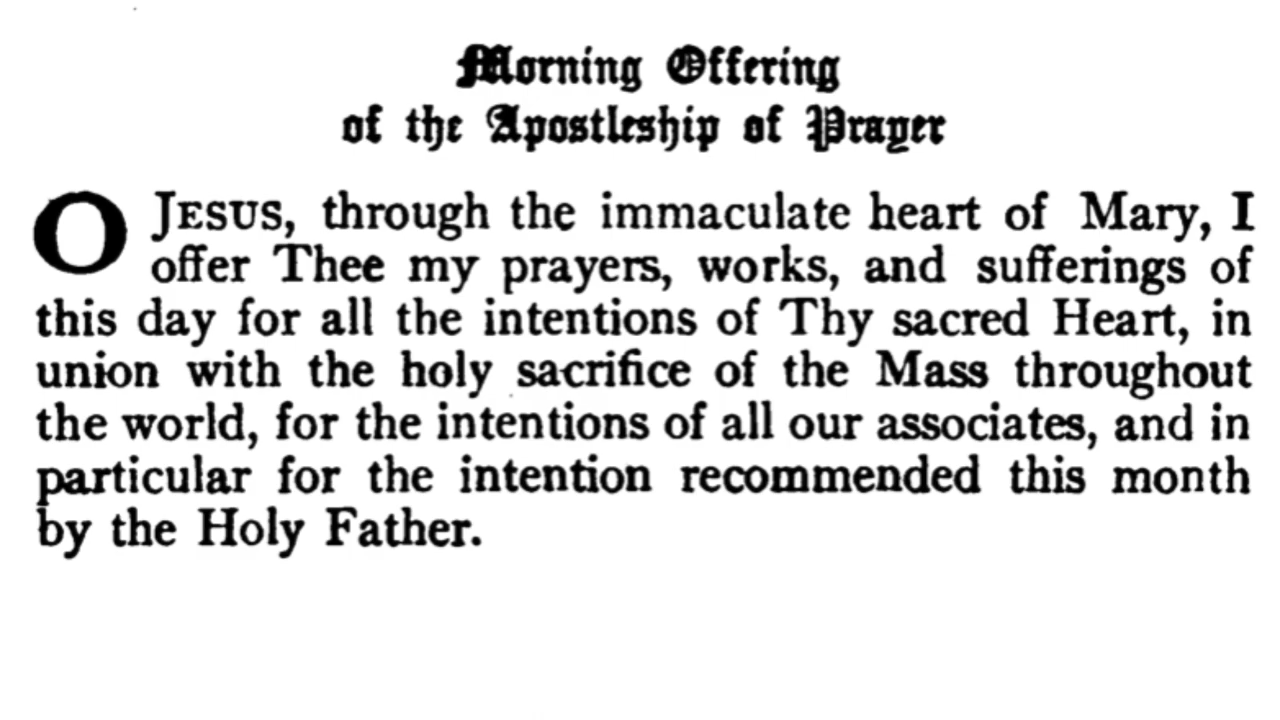 Morning Offering
of the Apostleship of Prayer
O JESUS, through the immaculate heart of Mary, I
offer Thee my prayers, works, and sufferings of
this day for all the intentions of Thy sacred Heart, in
union with the holy sacrifice of the Mass throughout
the world, for the intentions of all our associates, and in
particular for the intention recommended this month
by the Holy Father.